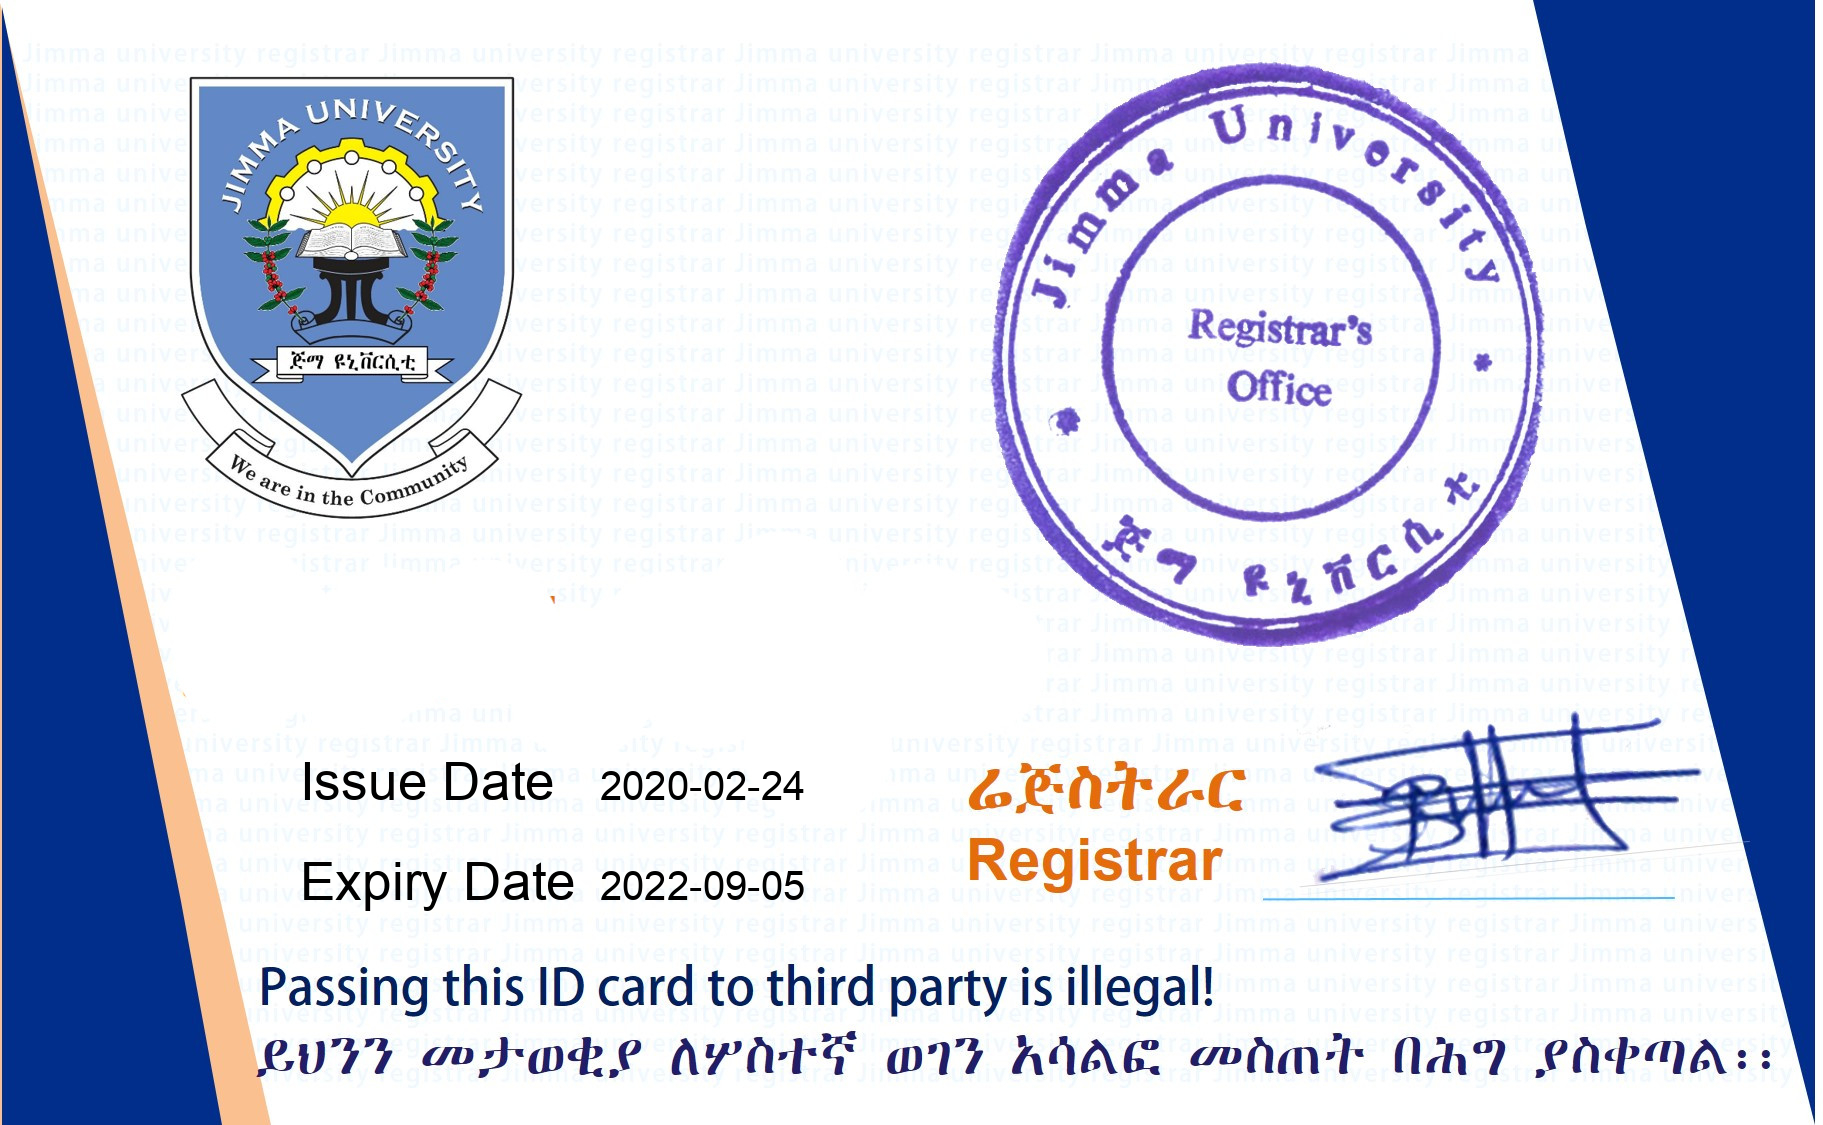 JIMMA UNIVERSITY
ጅማ ዩኒቨርሲቲ
We are in the Community
Jimma University
Registrar's
Office
ጅማ ዩኒቨርሲቲ
Issue Date 2020-02-24
Expiry Date 2022-09-05
ሬጅስትራር
Registrar
Passing this ID card to third party is illegal!
ይህንን መታወቂያ ለሦስተኛ ወገን አሳልፎ መስጠት በሕግ ያስቀጣል፡፡